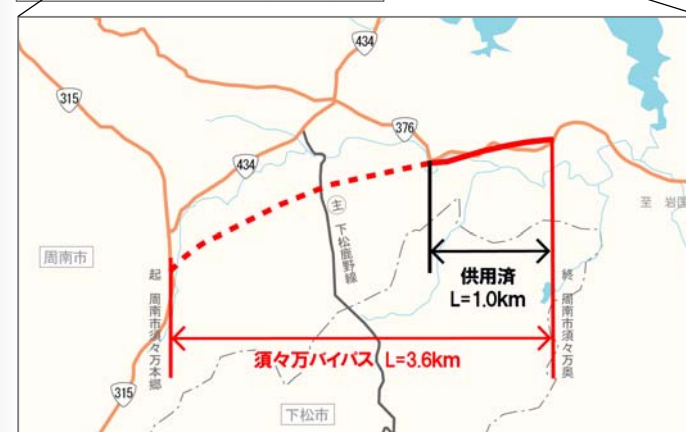 434
315
376
434
至 岩国
主
下松鹿野線
周南市
起 周南市須々万本郷
供用済
L=1.0km
終 周南市須々万奥
須々万バイパス L=3.6km
315
下松市